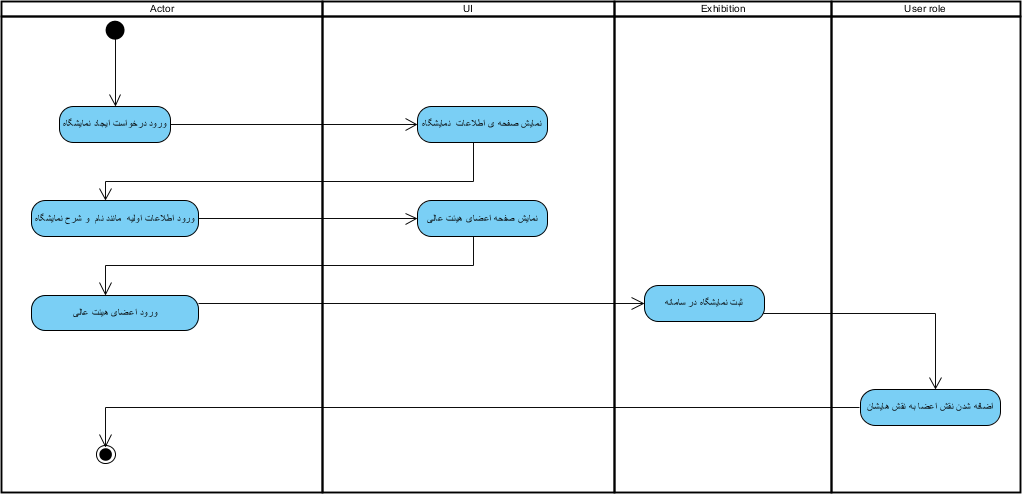 Actor
UI
Exhibition
User role
ورود درخواست ایجاد نمایشگاه
نمایش صفحه ی اطلاعات نمایشگاه
ورود اطلاعات اولیه مانند نام و شرح نمایشگاه
نمایش صفحه اعضای هیئت عالی
ورود اعضای هیئت عالی
ثبت نمایشگاه در سامانه
اضافه شدن نقش اعضا به نقش هایشان